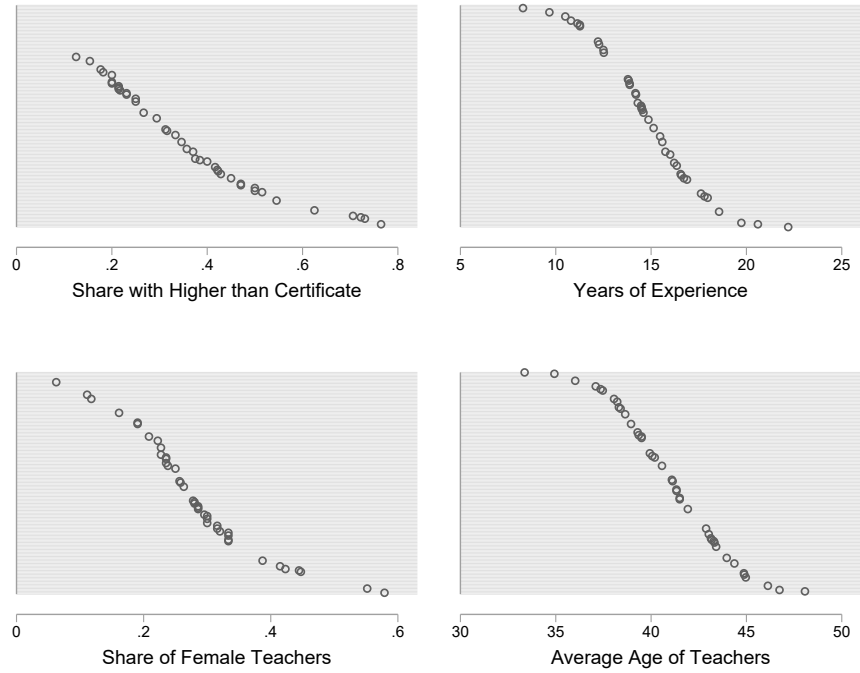 0 .2 .4 .6 .8
Share with Higher than Certificate
5 10 15 20 25
Years of Experience
0 .2 .4 .6
Share of Female Teachers
30 35 40 45 50
Average Age of Teachers